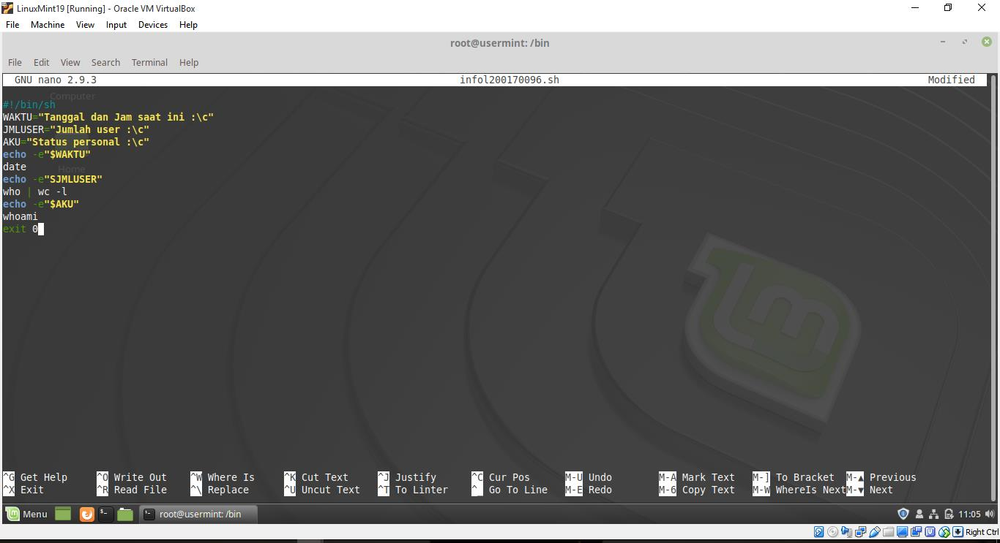 LinuxMint19 [Running] - Oracle VM VirtualBox
File Machine View Input Devices Help
root@usermint: /bin
File Edit View Search Terminal Help
GNU nano 2.9.3 infol200170096.sh Modified
Computer
#!/bin/sh
WAKTU="Tanggal dan Jam saat ini :\c"
JMLUSER="Jumlah user :\c"
AKU="Status personal :\c"
echo -e"$WAKTU"
date
Home
echo -e"SJMLUSER"
who | wc -l
echo -e"$AKU"
whoami
exit 0
^G Get Help ^O Write Out ^W Where Is ^K Cut Text ^J Justify ^C Cur Pos M-U Undo M-A Mark Text M-] To Bracket M-▲ Previous
^X Exit ^R Read File ^\ Replace ^U Uncut Text ^T To Linter ^_ Go To Line M-E Redo M-6 Copy Text M-W WhereIs Next M-▼ Next
Menu root@usermint: /bin 11:05
Right Ctrl